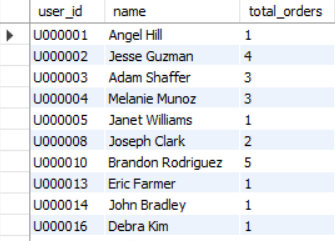 user_id name total_orders
U000001 Angel Hill 1
U000002 Jesse Guzman 4
U000003 Adam Shaffer 3
U000004 Melanie Munoz 3
U000005 Janet Williams 1
U000008 Joseph Clark 2
U000010 Brandon Rodriguez 5
U000013 Eric Farmer 1
U000014 John Bradley 1
U000016 Debra Kim 1